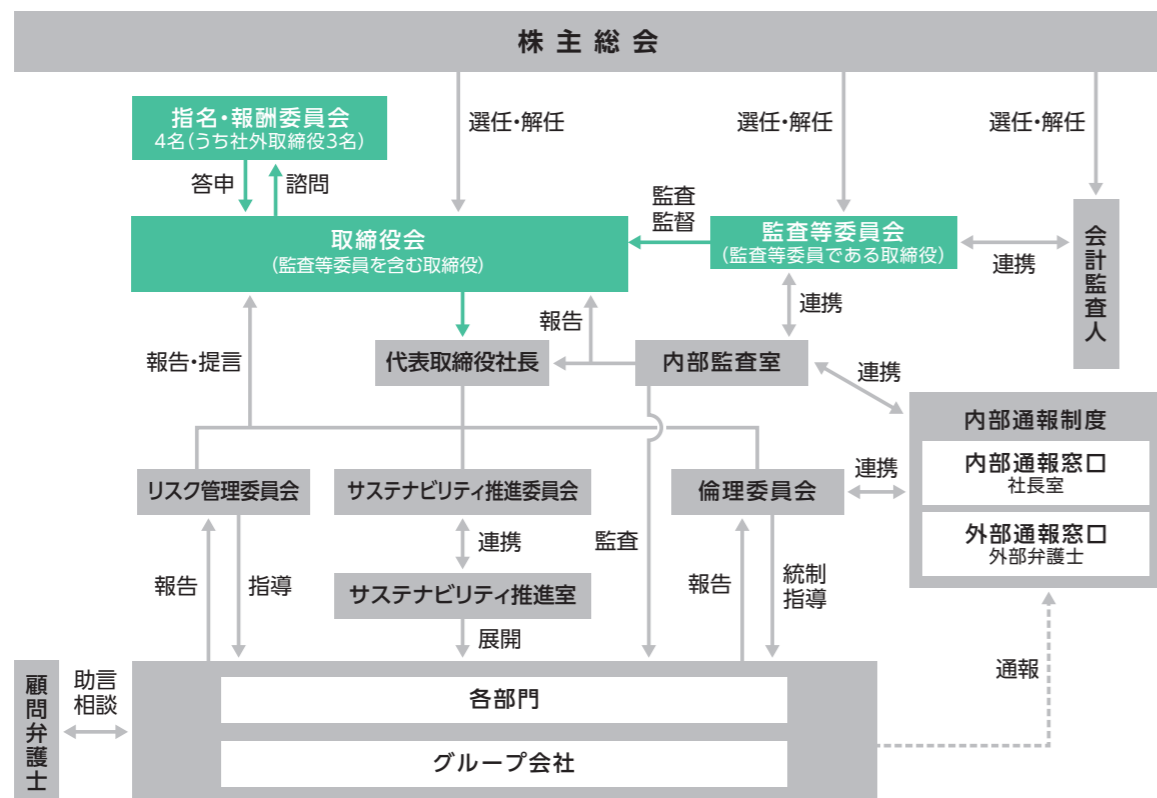 株主総会
指名・報酬委員会
4名(うち社外取締役3名)
選任・解任
選任・解任
選任・解任
答申
諮問
監査
監督
取締役会
(監査等委員を含む取締役)
監査等委員会
(監査等委員である取締役)
連携
会計監査人
報告・提言
報告
連携
代表取締役社長
内部監査室
連携
内部通報制度
内部通報窓口
社長室
外部通報窓口
外部弁護士
リスク管理委員会
サステナビリティ推進委員会
倫理委員会
連携
報告
指導
連携
監査
報告
統制
指導
サステナビリティ推進室
展開
通報
顧問弁護士
助言
相談
各部門
グループ会社